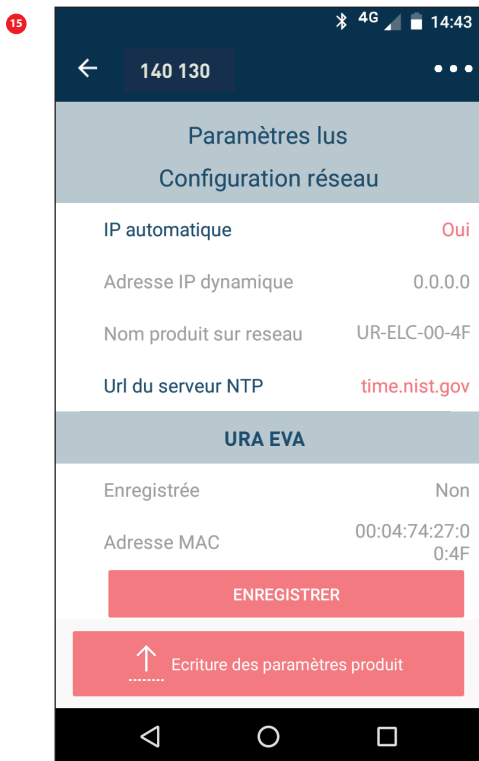 15
4G 14:43
140 130
Paramètres lus
Configuration réseau
IP automatique Oui
Adresse IP dynamique 0.0.0.0
Nom produit sur reseau UR-ELC-00-4F
Url du serveur NTP time.nist.gov
URA EVA
Enregistrée Non
Adresse MAC 00:04:74:27:0
0:4F
ENREGISTRER
Ecriture des paramètres produit